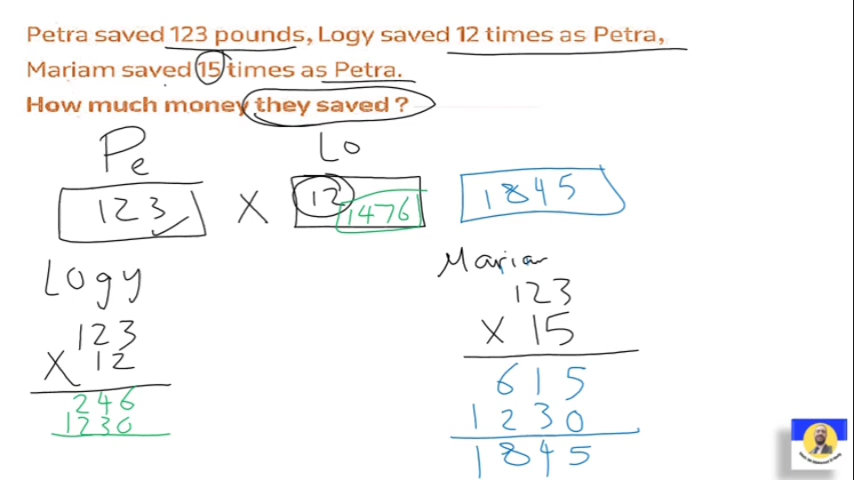 Petra saved 123 pounds, Logy saved 12 times as Petra,
Mariam saved 15 times as Petra.
How much money they saved ?
Pe Lo
123 X 12 1476 1845
Logy
123
X 12
246
1230
Mariam
123
X 15
615
1230
1845